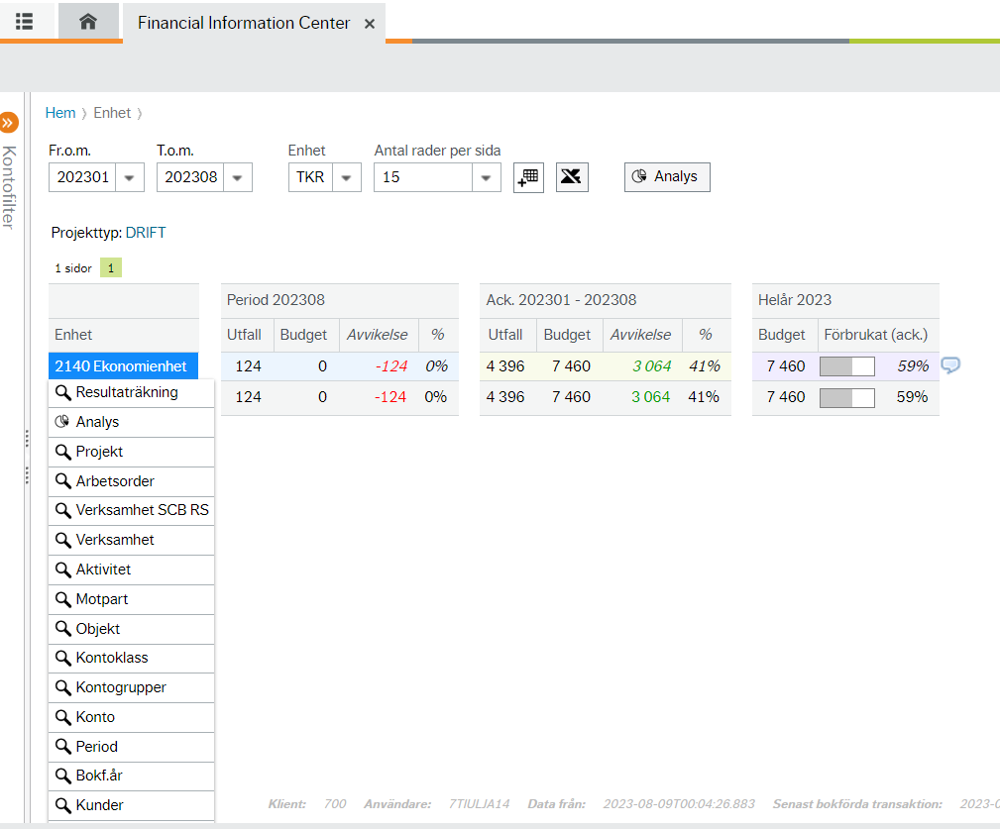 Financial Information Center ×
Hem 〉 Enhet 〉
Kontofilter
Fr.o.m. T.o.m. Enhet Antal rader per sida
202301 202308 TKR 15 Analys
Projekttyp: DRIFT
1 sidor 1
Period 202308 Ack. 202301 - 202308 Helår 2023
Enhet Utfall Budget Avvikelse % Utfall Budget Avvikelse % Budget Förbrukat (ack.)
2140 Ekonomienhet 124 0 -124 0% 4 396 7 460 3 064 41% 7 460 59%
124 0 -124 0% 4 396 7 460 3 064 41% 7 460 59%
Resultaträkning
Analys
Projekt
Arbetsorder
Verksamhet SCB RS
Verksamhet
Aktivitet
Motpart
Objekt
Kontoklass
Kontogrupper
Konto
Period
Bokf.år
Kunder
Klient: 700 Användare: 7TIULJA14 Data från: 2023-08-09T00:04:26.883 Senast bokförda transaktion: 2023-0